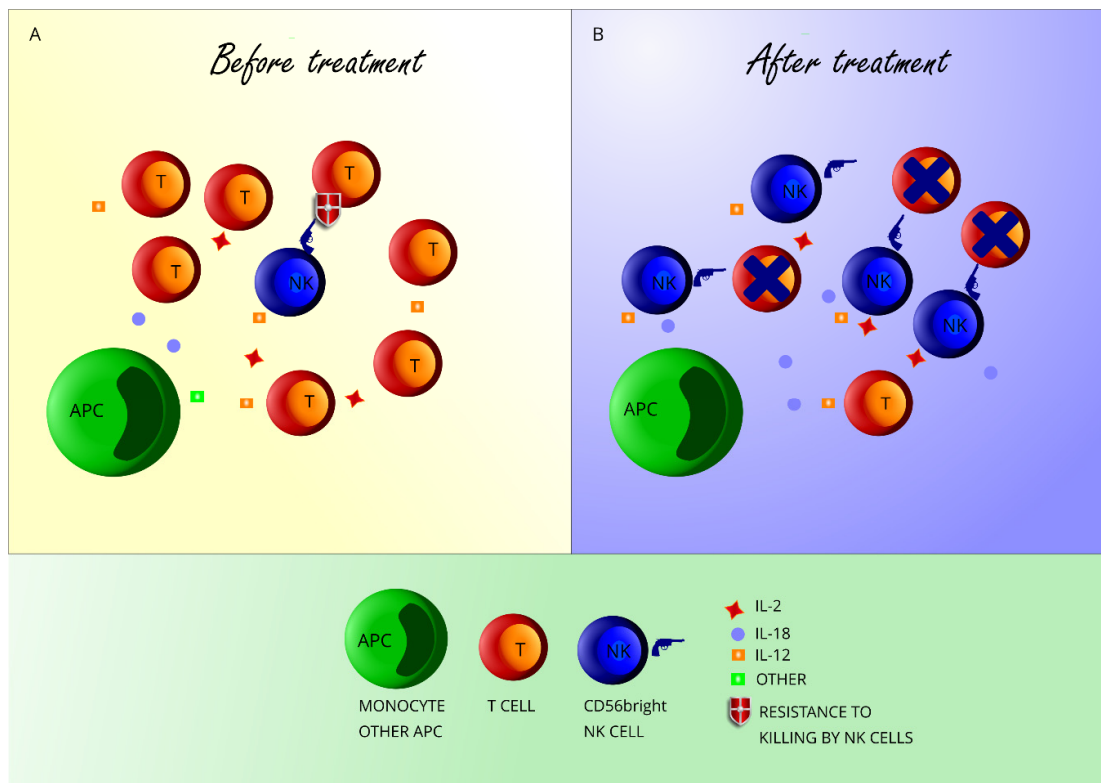 A
Before treatment
T
T
T
T
T
NK
T
T
APC
B
After treatment
NK
NK
NK
NK
T
APC
APC
MONOCYTE
OTHER APC
T
T CELL
NK
CD56bright
NK CELL
IL-2
IL-18
IL-12
OTHER
RESISTANCE TO
KILLING BY NK CELLS